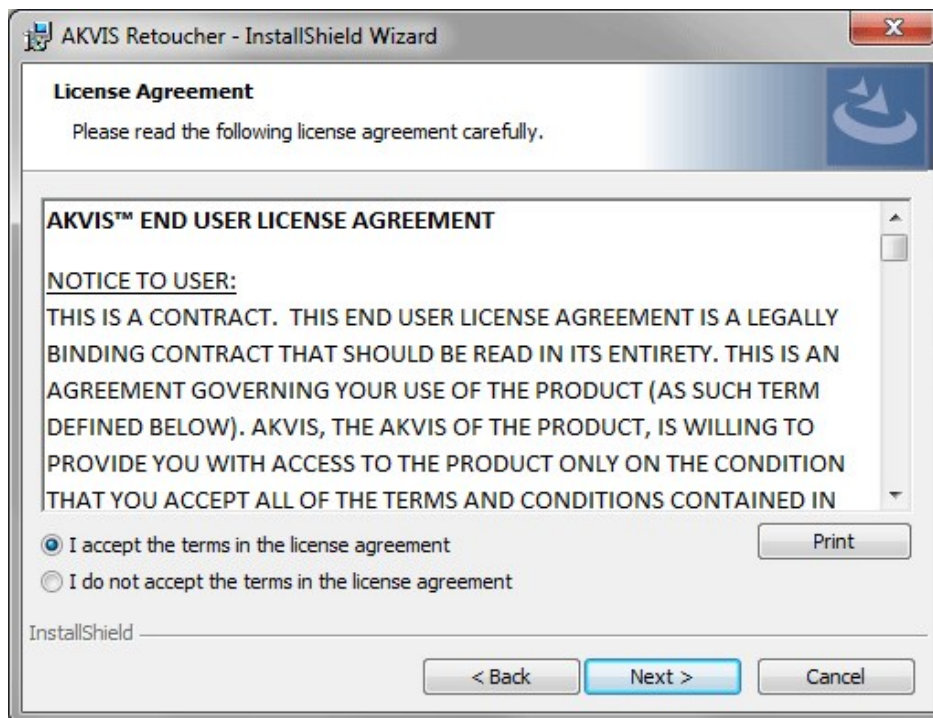 AKVIS Retoucher - InstallShield Wizard
License Agreement
Please read the following license agreement carefully.
AKVIS™ END USER LICENSE AGREEMENT
NOTICE TO USER:
THIS IS A CONTRACT.  THIS END USER LICENSE AGREEMENT IS A LEGALLY
BINDING CONTRACT THAT SHOULD BE READ IN ITS ENTIRETY. THIS IS AN
AGREEMENT GOVERNING YOUR USE OF THE PRODUCT (AS SUCH TERM
DEFINED BELOW). AKVIS, THE AKVIS OF THE PRODUCT, IS WILLING TO
PROVIDE YOU WITH ACCESS TO THE PRODUCT ONLY ON THE CONDITION
THAT YOU ACCEPT ALL OF THE TERMS AND CONDITIONS CONTAINED IN
I accept the terms in the license agreement
Print
I do not accept the terms in the license agreement
InstallShield
< Back
Next >
Cancel